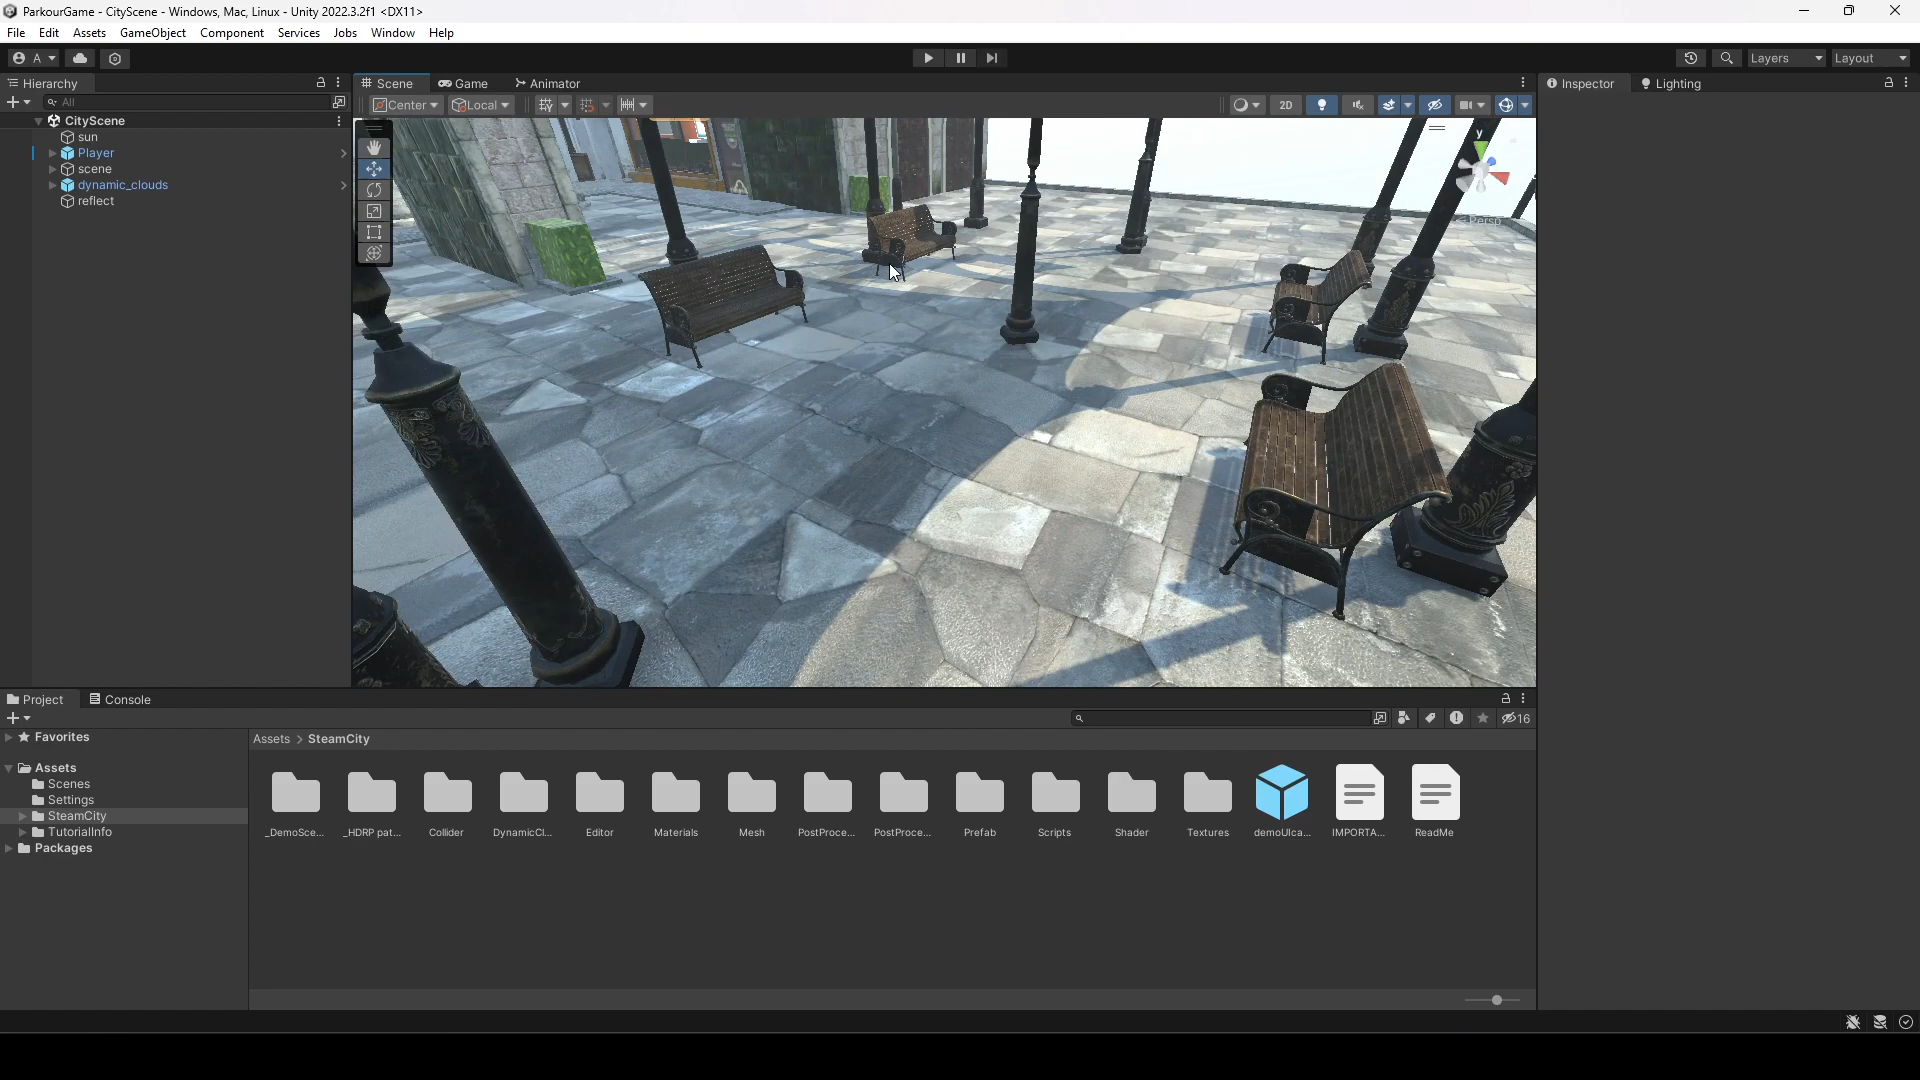 ParkourGame - CityScene - Windows, Mac, Linux - Unity 2022.3.2f1 <DX11>
File Edit Assets GameObject Component Services Jobs Window Help
A Layers Layout
Hierarchy
All
CityScene
sun
Player
scene
dynamic_clouds
reflect
Scene Game Animator
Center Local 2D
y
Persp
Inspector Lighting
Project Console
16
Favorites
Assets
Scenes
Settings
SteamCity
TutorialInfo
Packages
Assets > SteamCity
_DemoSce... _HDRP pat... Collider DynamicCl... Editor Materials Mesh PostProce... PostProce... Prefab Scripts Shader Textures demoUIca... IMPORTA... ReadMe